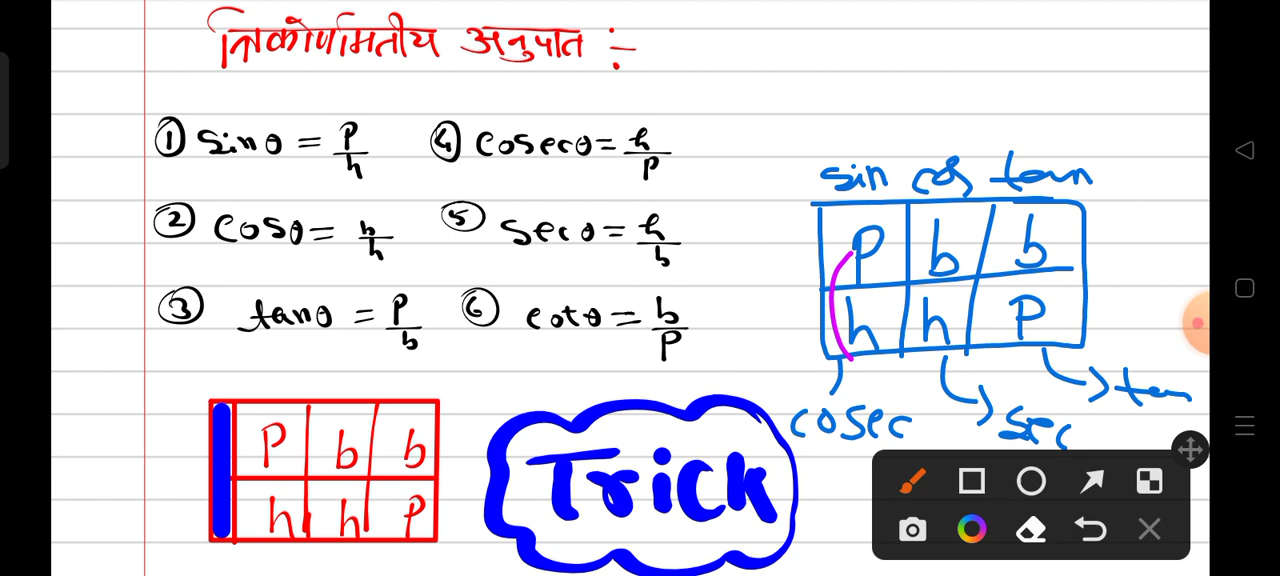 त्रिकोणमितीय अनुपात :-
① sinθ = p/h ④ cosecθ = h/p
② cosθ = b/h ⑤ secθ = h/b
③ tanθ = p/b ⑥ cotθ = b/p
sin cos tan
p b b
h h p
cosec sec tan
p b b
h h p
Trick